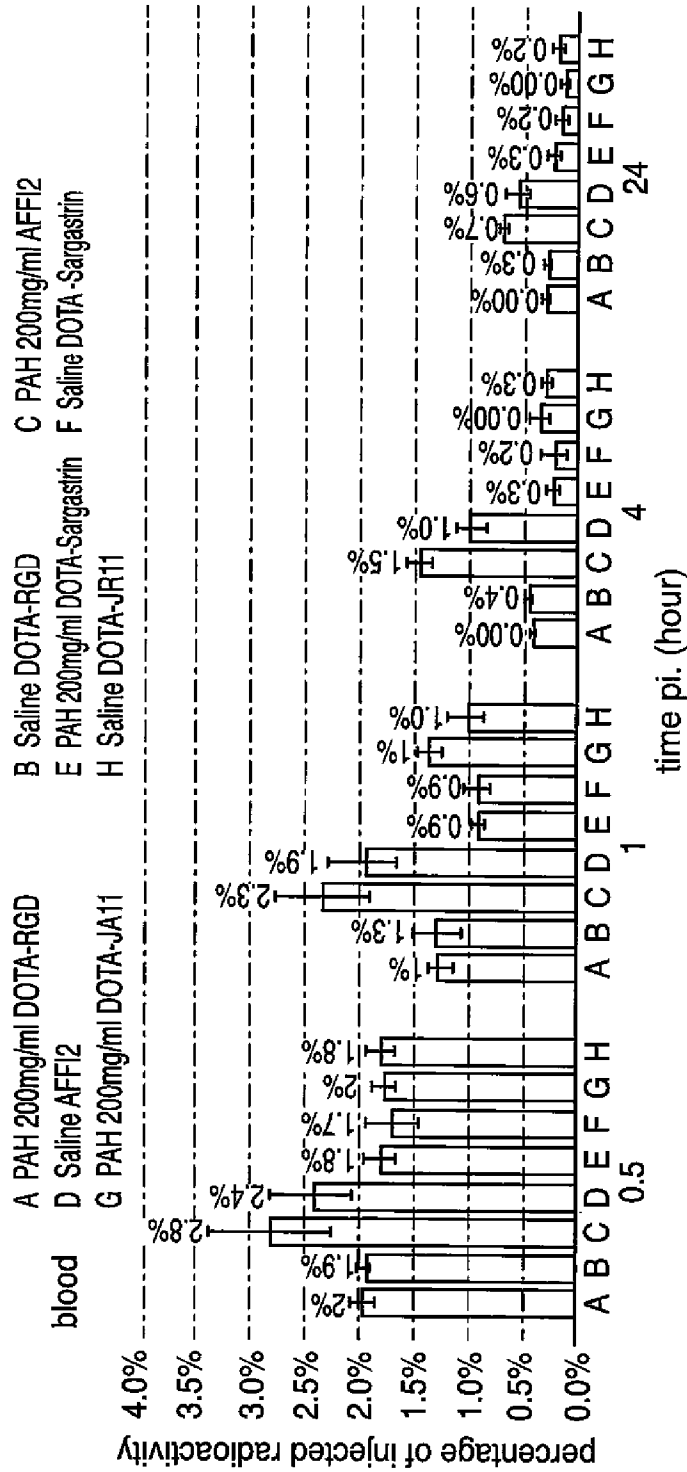 blood
A PAH 200mg/ml DOTA-RGD
B Saline DOTA-RGD
C PAH 200mg/ml AFFI2
D Saline AFFI2
E PAH 200mg/ml DOTA-Sargastrin
F Saline DOTA -Sargastrin
G PAH 200mg/ml DOTA-JA11
H Saline DOTA-JR11
percentage of injected radioactivity
4.0%
3.5%
3.0%
2.5%
2.0%
1.5%
1.0%
0.5%
0.0%
2% 1.9% 2.8% 2.4% 1.8% 1.7% 2% 1.8%
1% 1.3% 2.3% 1.9% 0.9% 0.9% 1% 1.0%
0.00% 0.4% 1.5% 1.0% 0.3% 0.2% 0.00% 0.3%
0.00% 0.3% 0.7% 0.6% 0.3% 0.2% 0.00% 0.2%
A B C D E F G H A B C D E F G H A B C D E F G H A B C D E F G H
0.5 1 4 24
time pi. (hour)